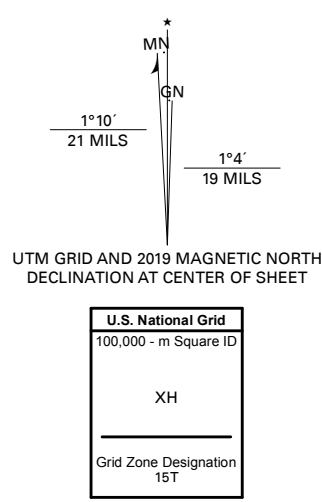 ★
MN
GN
1°10´
21 MILS
1°4´
19 MILS
UTM GRID AND 2019 MAGNETIC NORTH
DECLINATION AT CENTER OF SHEET
U.S. National Grid
100,000 - m Square ID
XH
Grid Zone Designation
15T